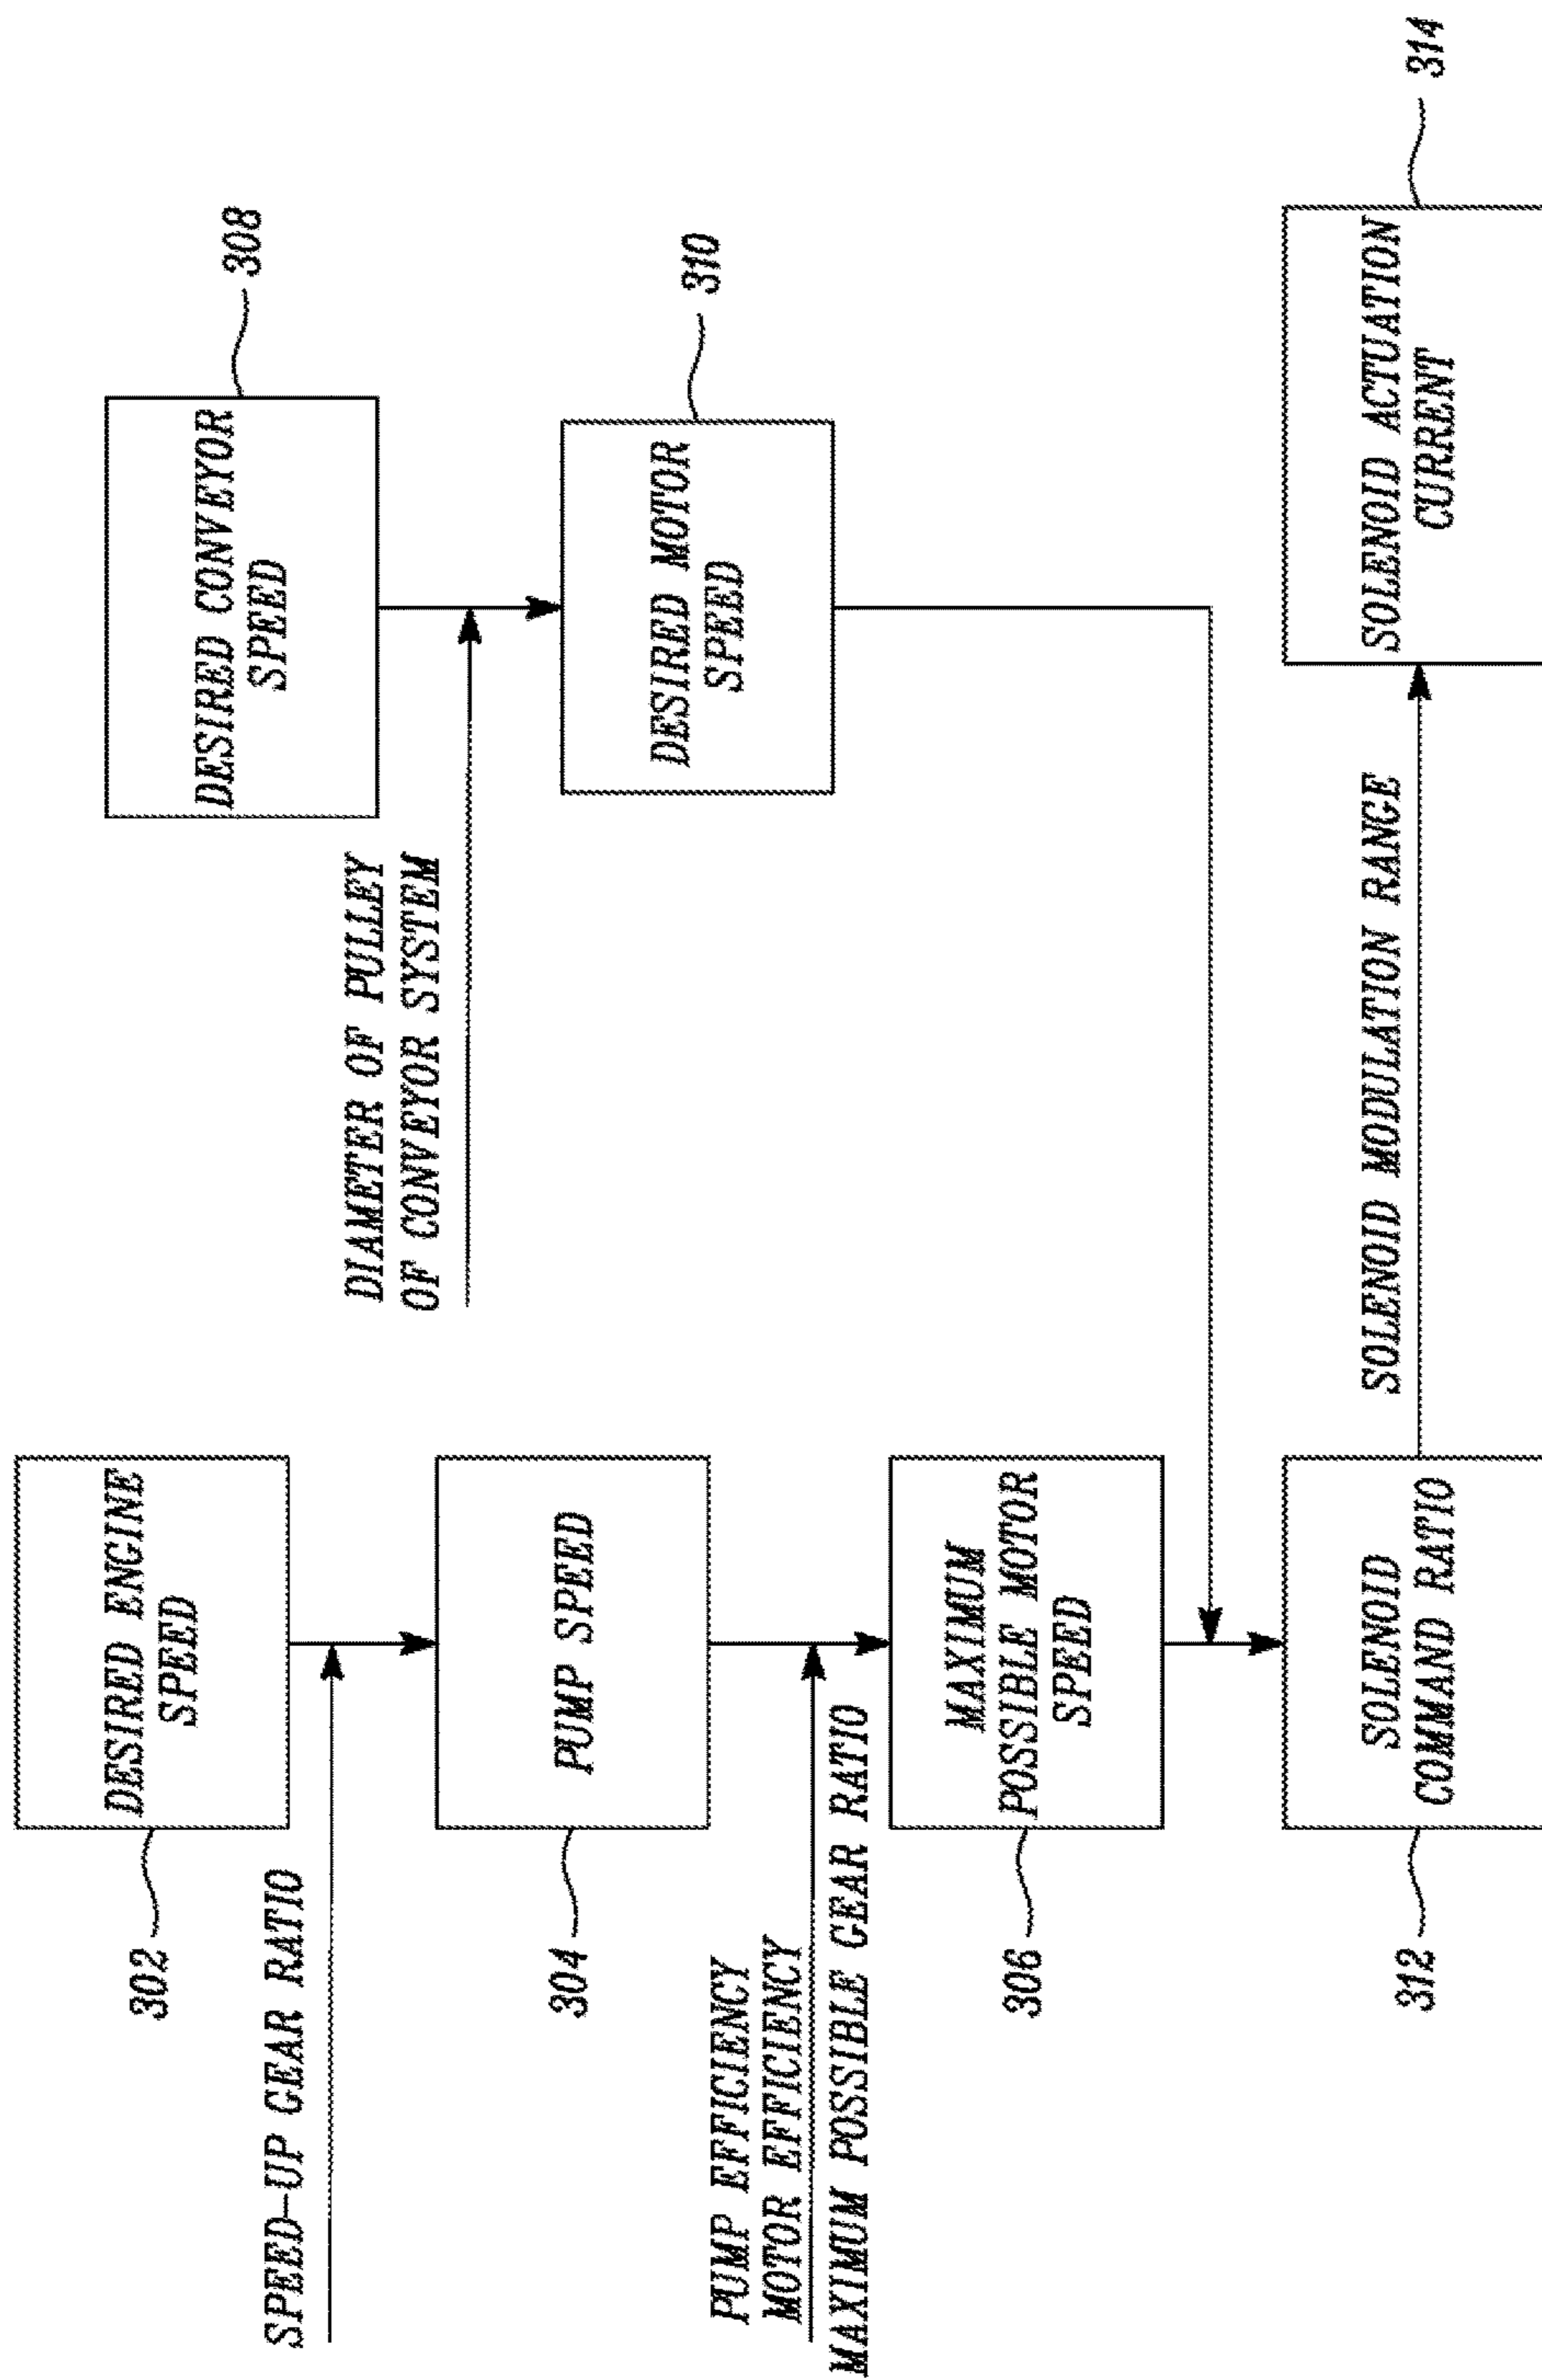 302
DESIRED ENGINE
SPEED
SPEED-UP GEAR RATIO
304
PUMP SPEED
PUMP EFFICIENCY
MOTOR EFFICIENCY
MAXIMUM POSSIBLE GEAR RATIO
306
MAXIMUM
POSSIBLE MOTOR
SPEED
308
DESIRED CONVEYOR
SPEED
DIAMETER OF PULLEY
OF CONVEYOR SYSTEM
310
DESIRED MOTOR
SPEED
312
SOLENOID
COMMAND RATIO
SOLENOID MODULATION RANGE
314
SOLENOID ACTUATION
CURRENT